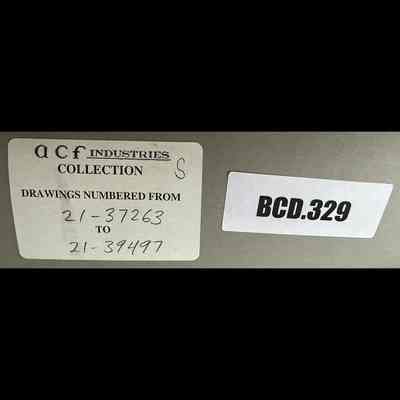 acf INDUSTRIES
COLLECTION
S
DRAWINGS NUMBERED FROM
21-37263
TO
21-39497
BCD.329